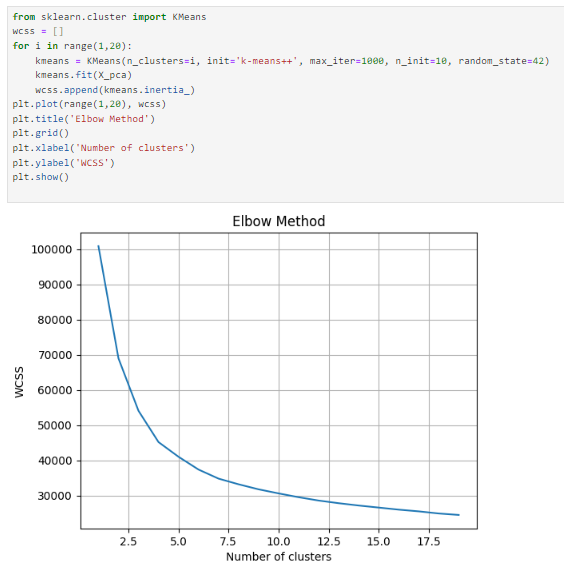 from sklearn.cluster import KMeans
wcss = []
for i in range(1,20):
    kmeans = KMeans(n_clusters=i, init='k-means++', max_iter=1000, n_init=10, random_state=42)
    kmeans.fit(X_pca)
    wcss.append(kmeans.inertia_)
plt.plot(range(1,20), wcss)
plt.title('Elbow Method')
plt.grid()
plt.xlabel('Number of clusters')
plt.ylabel('WCSS')
plt.show()
Elbow Method
100000
90000
80000
70000
60000
50000
40000
30000
WCSS
2.5 5.0 7.5 10.0 12.5 15.0 17.5
Number of clusters